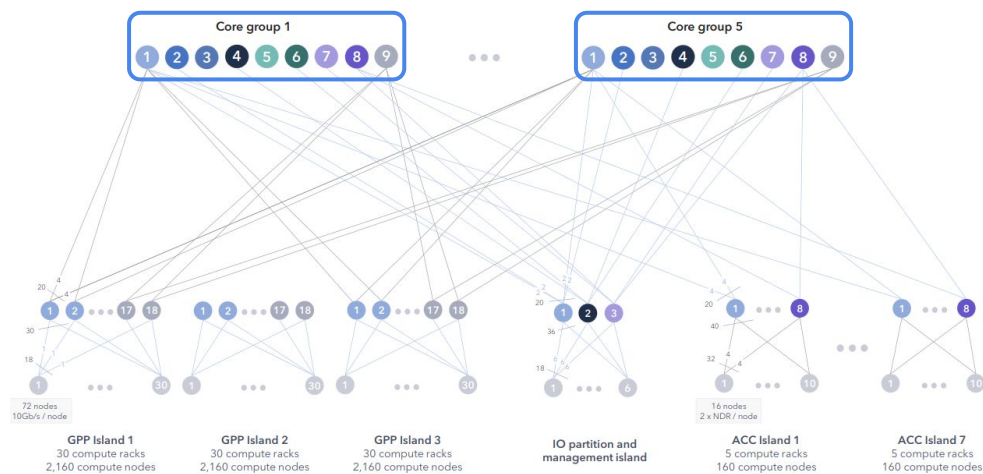 Core group 1
Core group 5
1 2 3 4 5 6 7 8 9
1 2 3 4 5 6 7 8 9
20 4 4
2 2 2 2
4 4
20
20
1 2 17 18
1 2 17 18
1 2 17 18
1 2 3
1 8
1 8
30
36
40
18 1 1 1
18 6 6 6
32 4 4
1 30
1 30
1 30
1 6
1 10
1 10
72 nodes
10Gb/s / node
16 nodes
2 x NDR / node
GPP Island 1
30 compute racks
2,160 compute nodes
GPP Island 2
30 compute racks
2,160 compute nodes
GPP Island 3
30 compute racks
2,160 compute nodes
IO partition and
management island
ACC Island 1
5 compute racks
160 compute nodes
ACC Island 7
5 compute racks
160 compute nodes